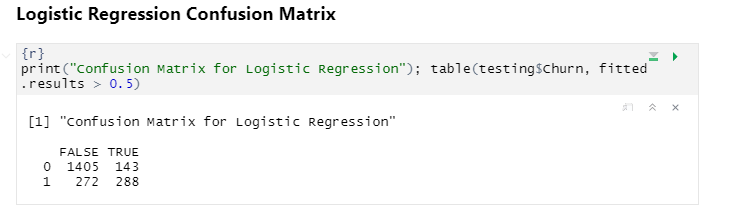 Logistic Regression Confusion Matrix
{r}
print("Confusion Matrix for Logistic Regression"); table(testing$Churn, fitted
.results > 0.5)
[1] "Confusion Matrix for Logistic Regression"
FALSE TRUE
0 1405 143
1 272 288